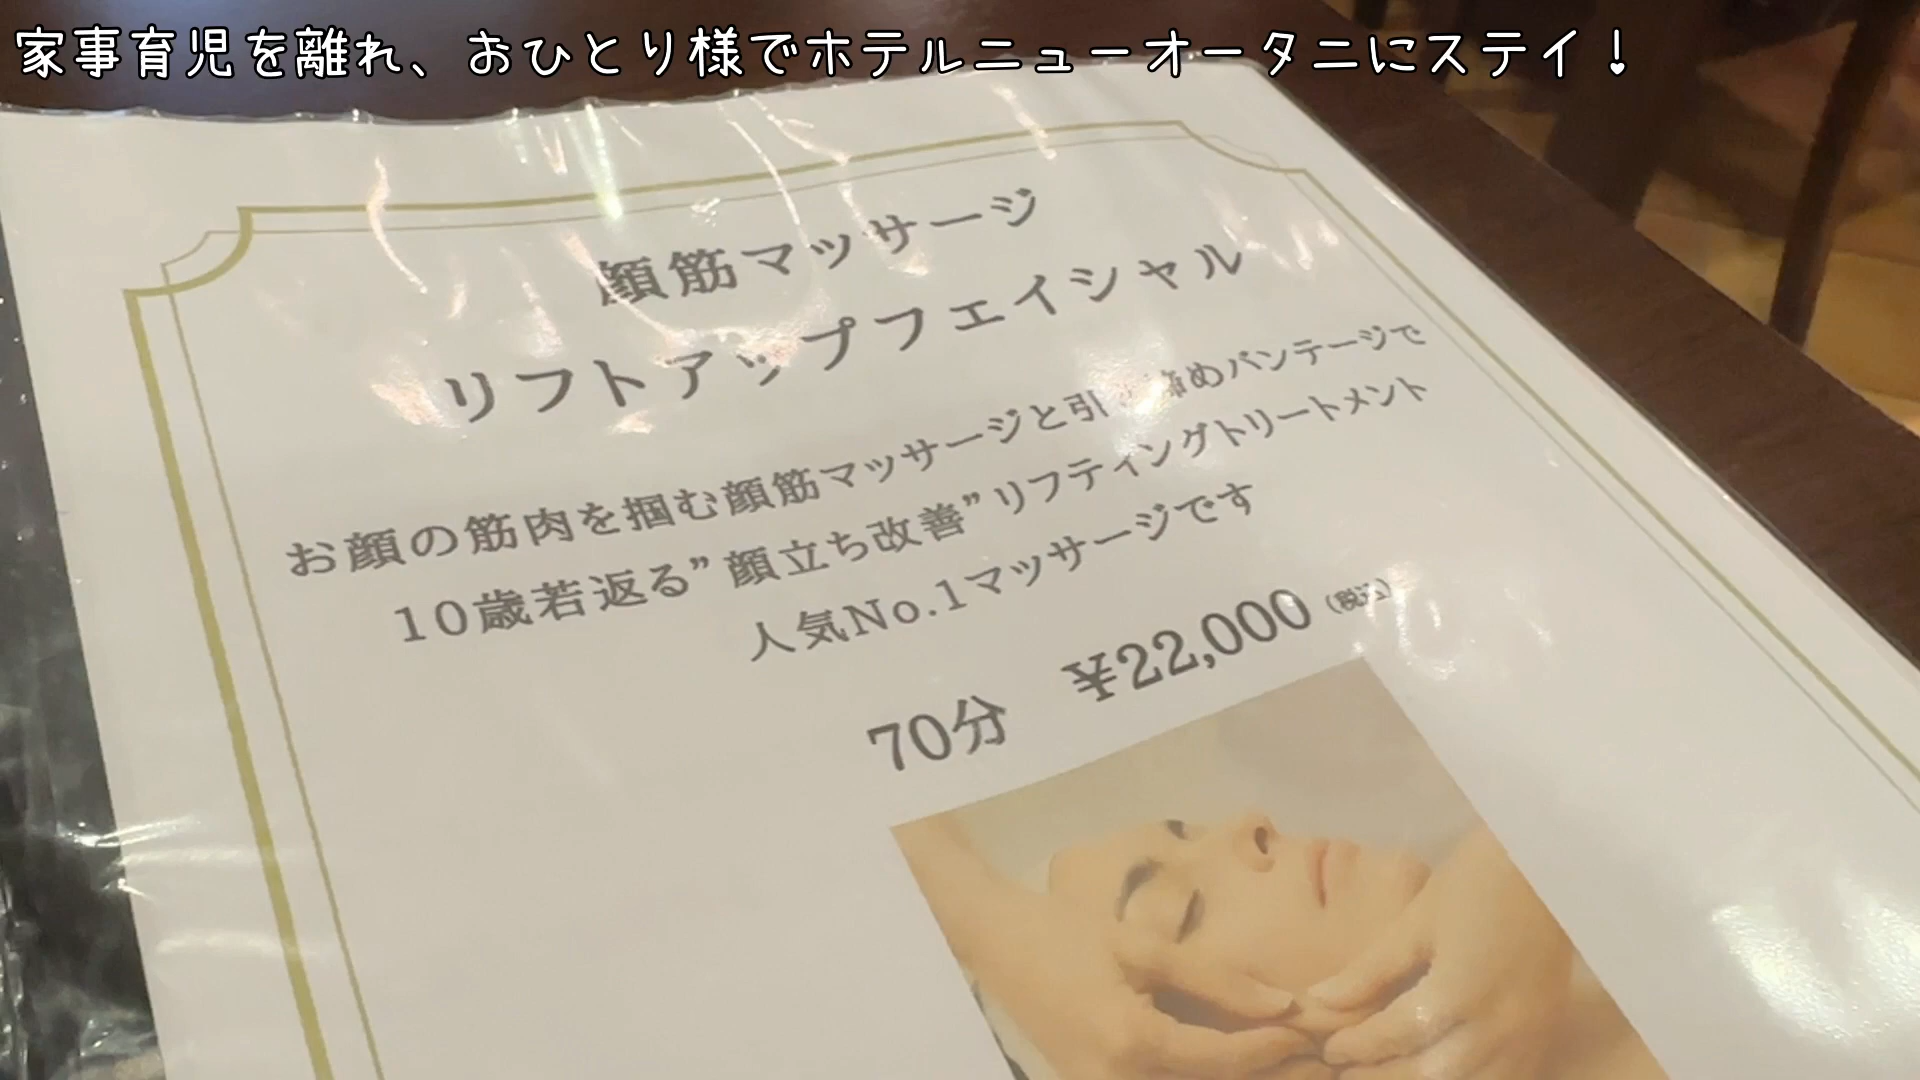 家事育児を離れ、おひとり様でホテルニューオータニにステイ！
顔筋マッサージ
リフトアップフェイシャル
お顔の筋肉を掴む顔筋マッサージと引き締めバンテージで
10歳若返る”顔立ち改善”リフティングトリートメント
人気No.1マッサージです
70分 ¥22,000 (税込)